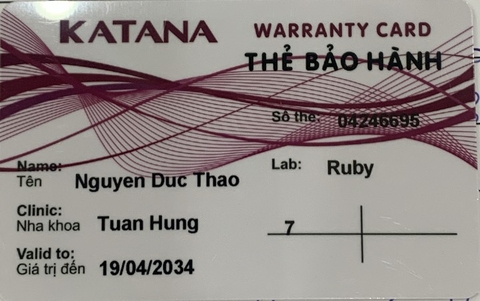 KATANA
WARRANTY CARD
THẺ BẢO HÀNH
Số thẻ: 04246695
Name:
Tên Nguyen Duc Thao
Lab: Ruby
Clinic:
Nha khoa Tuan Hung
7
Valid to:
Giá trị đến 19/04/2034